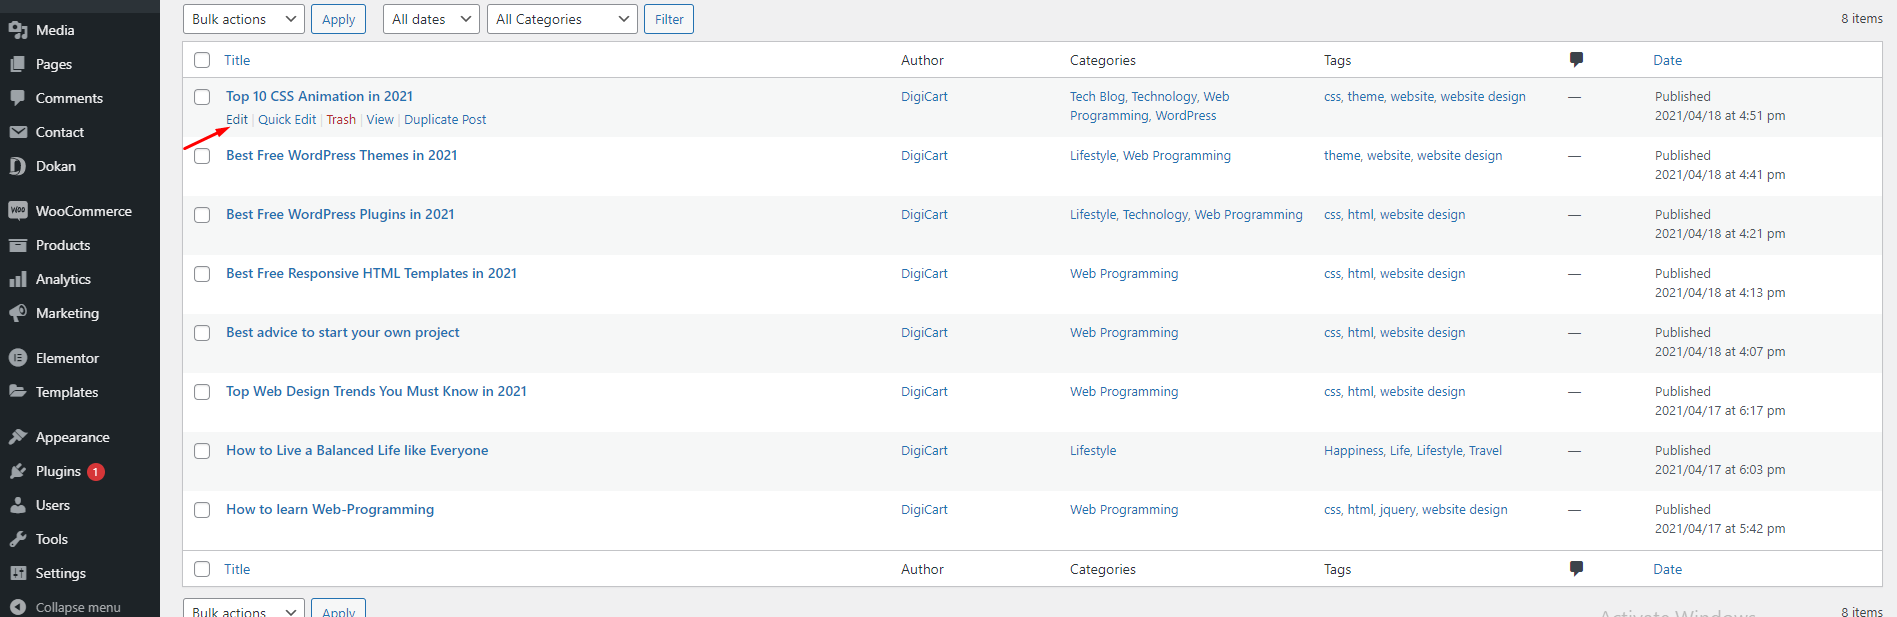 Media
Pages
Comments
Contact
Dokan
WooCommerce
Products
Analytics
Marketing
Elementor
Templates
Appearance
Plugins 1
Users
Tools
Settings
Collapse menu
Bulk actions Apply All dates All Categories Filter 8 items
Title Author Categories Tags Date
Top 10 CSS Animation in 2021 DigiCart Tech Blog, Technology, Web css, theme, website, website design — Published
Edit | Quick Edit | Trash | View | Duplicate Post Programming, WordPress 2021/04/18 at 4:51 pm
Best Free WordPress Themes in 2021 DigiCart Lifestyle, Web Programming theme, website, website design — Published
2021/04/18 at 4:41 pm
Best Free WordPress Plugins in 2021 DigiCart Lifestyle, Technology, Web Programming css, html, website design — Published
2021/04/18 at 4:21 pm
Best Free Responsive HTML Templates in 2021 DigiCart Web Programming css, html, website design — Published
2021/04/18 at 4:13 pm
Best advice to start your own project DigiCart Web Programming css, html, website design — Published
2021/04/18 at 4:07 pm
Top Web Design Trends You Must Know in 2021 DigiCart Web Programming css, html, website design — Published
2021/04/17 at 6:17 pm
How to Live a Balanced Life like Everyone DigiCart Lifestyle Happiness, Life, Lifestyle, Travel — Published
2021/04/17 at 6:03 pm
How to learn Web-Programming DigiCart Web Programming css, html, jquery, website design — Published
2021/04/17 at 5:42 pm
Title Author Categories Tags Date
Bulk actions Apply 8 items
Activate Windows